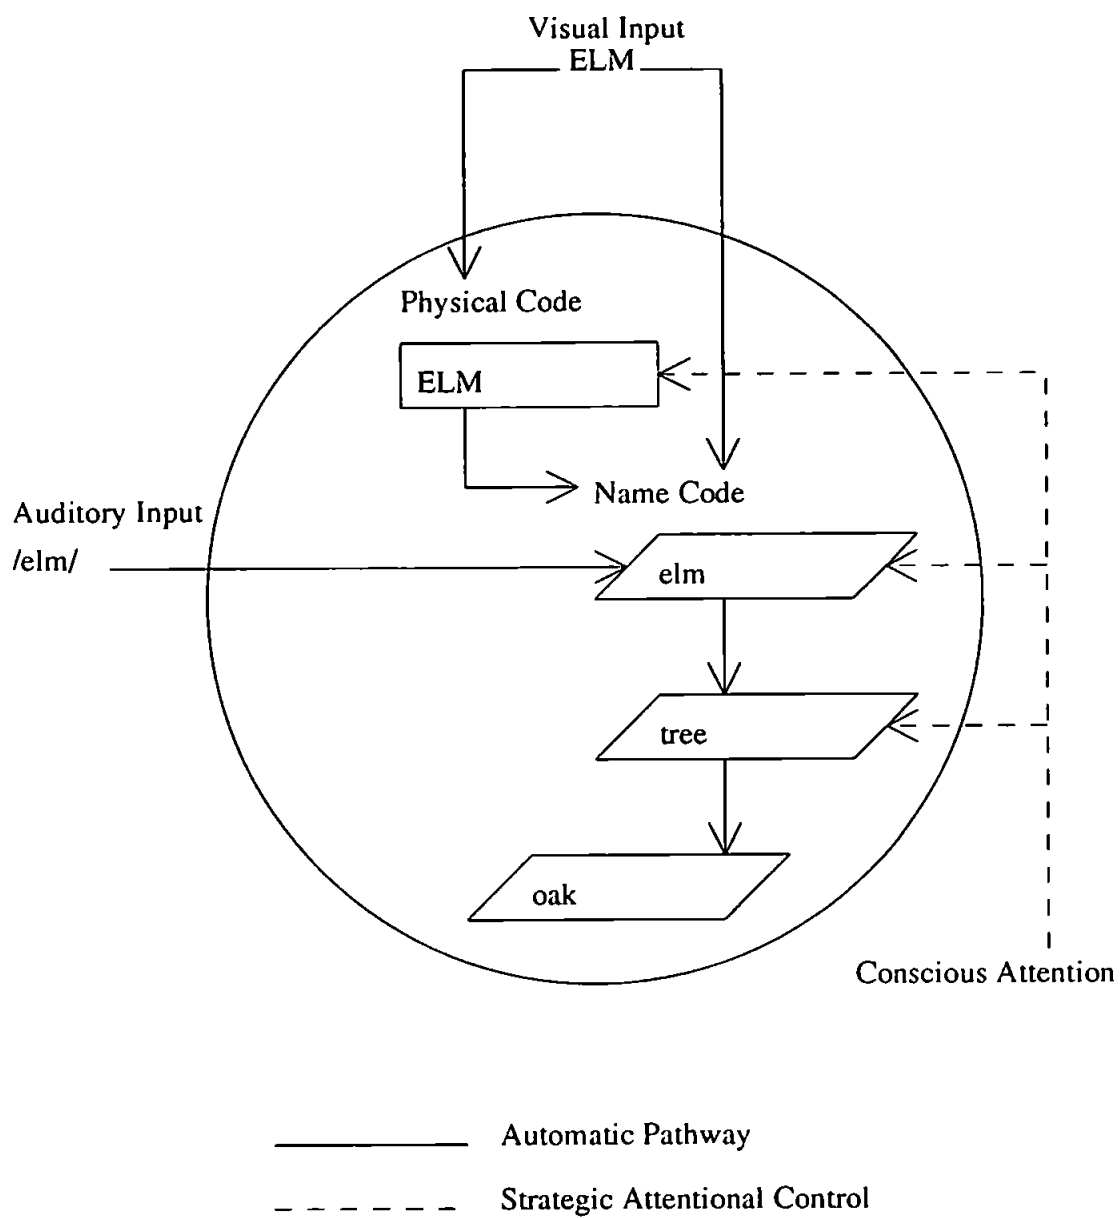 Visual Input
ELM
Physical Code
ELM
Name Code
Auditory Input
/elm/
elm
tree
oak
Conscious Attention
Automatic Pathway
Strategic Attentional Control